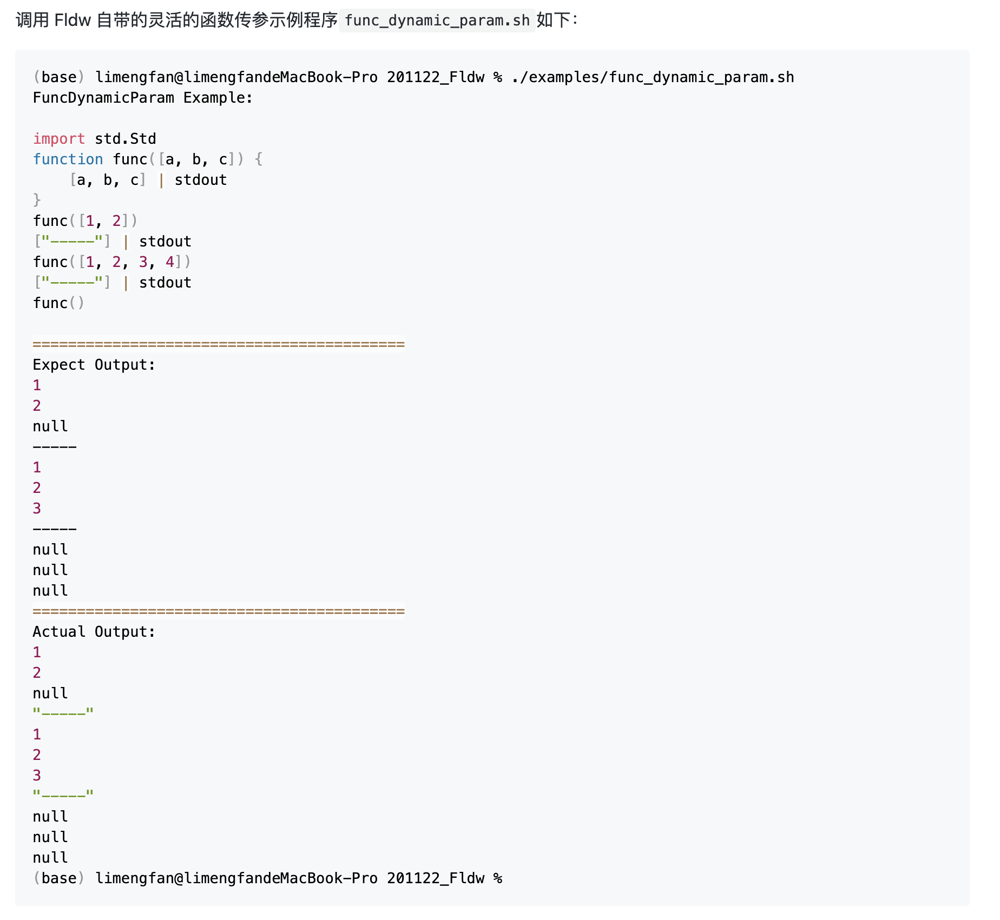 调用 Fldw 自带的灵活的函数传参示例程序 func_dynamic_param.sh 如下：
(base) limengfan@limengfandeMacBook-Pro 201122_Fldw % ./examples/func_dynamic_param.sh
FuncDynamicParam Example:
import std.Std
function func([a, b, c]) {
    [a, b, c] | stdout
}
func([1, 2])
["-----"] | stdout
func([1, 2, 3, 4])
["-----"] | stdout
func()
==========================================
Expect Output:
1
2
null
-----
1
2
3
-----
null
null
null
==========================================
Actual Output:
1
2
null
"-----"
1
2
3
"-----"
null
null
null
(base) limengfan@limengfandeMacBook-Pro 201122_Fldw %